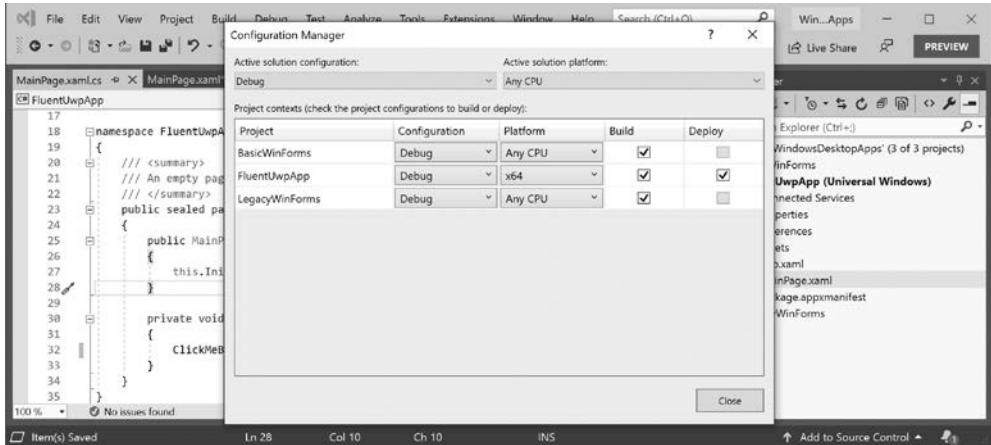 File Edit View Project Build Debug Test Analyze Tools Extensions Window Help Search (Ctrl+Q) Win...Apps
Live Share PREVIEW
Configuration Manager ? ×
Active solution configuration: Active solution platform:
Debug Any CPU
Project contexts (check the project configurations to build or deploy):
Project Configuration Platform Build Deploy
BasicWinForms Debug Any CPU
FluentUwpApp Debug x64
LegacyWinForms Debug Any CPU
Close
MainPage.xaml.cs MainPage.xaml*
FluentUwpApp
17
18 namespace FluentUwpA
19 {
20 /// <summary>
21 /// An empty pag
22 /// </summary>
23 public sealed pa
24 {
25 public MainP
26 {
27 this.Ini
28 }
29
30 private void
31 {
32 ClickMeB
33 }
34 }
35 }
100 % No issues found
er
Explorer (Ctrl+;)
WindowsDesktopApps' (3 of 3 projects)
inForms
UwpApp (Universal Windows)
nnected Services
perties
erences
ets
p.xaml
inPage.xaml
kage.appxmanifest
WinForms
Item(s) Saved Ln 28 Col 10 Ch 10 INS Add to Source Control